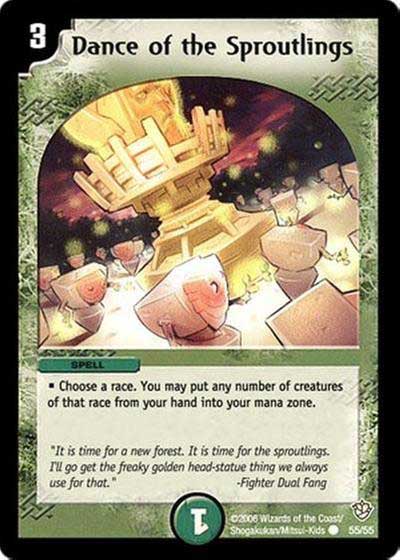 3 Dance of the Sproutlings
SPELL
▪ Choose a race. You may put any number of creatures
of that race from your hand into your mana zone.
"It is time for a new forest. It is time for the sproutlings.
I'll go get the freaky golden head-statue thing we always
use for that." -Fighter Dual Fang
1
©2006 Wizards of the Coast/
Shogakukan/Mitsui-Kids 55/55